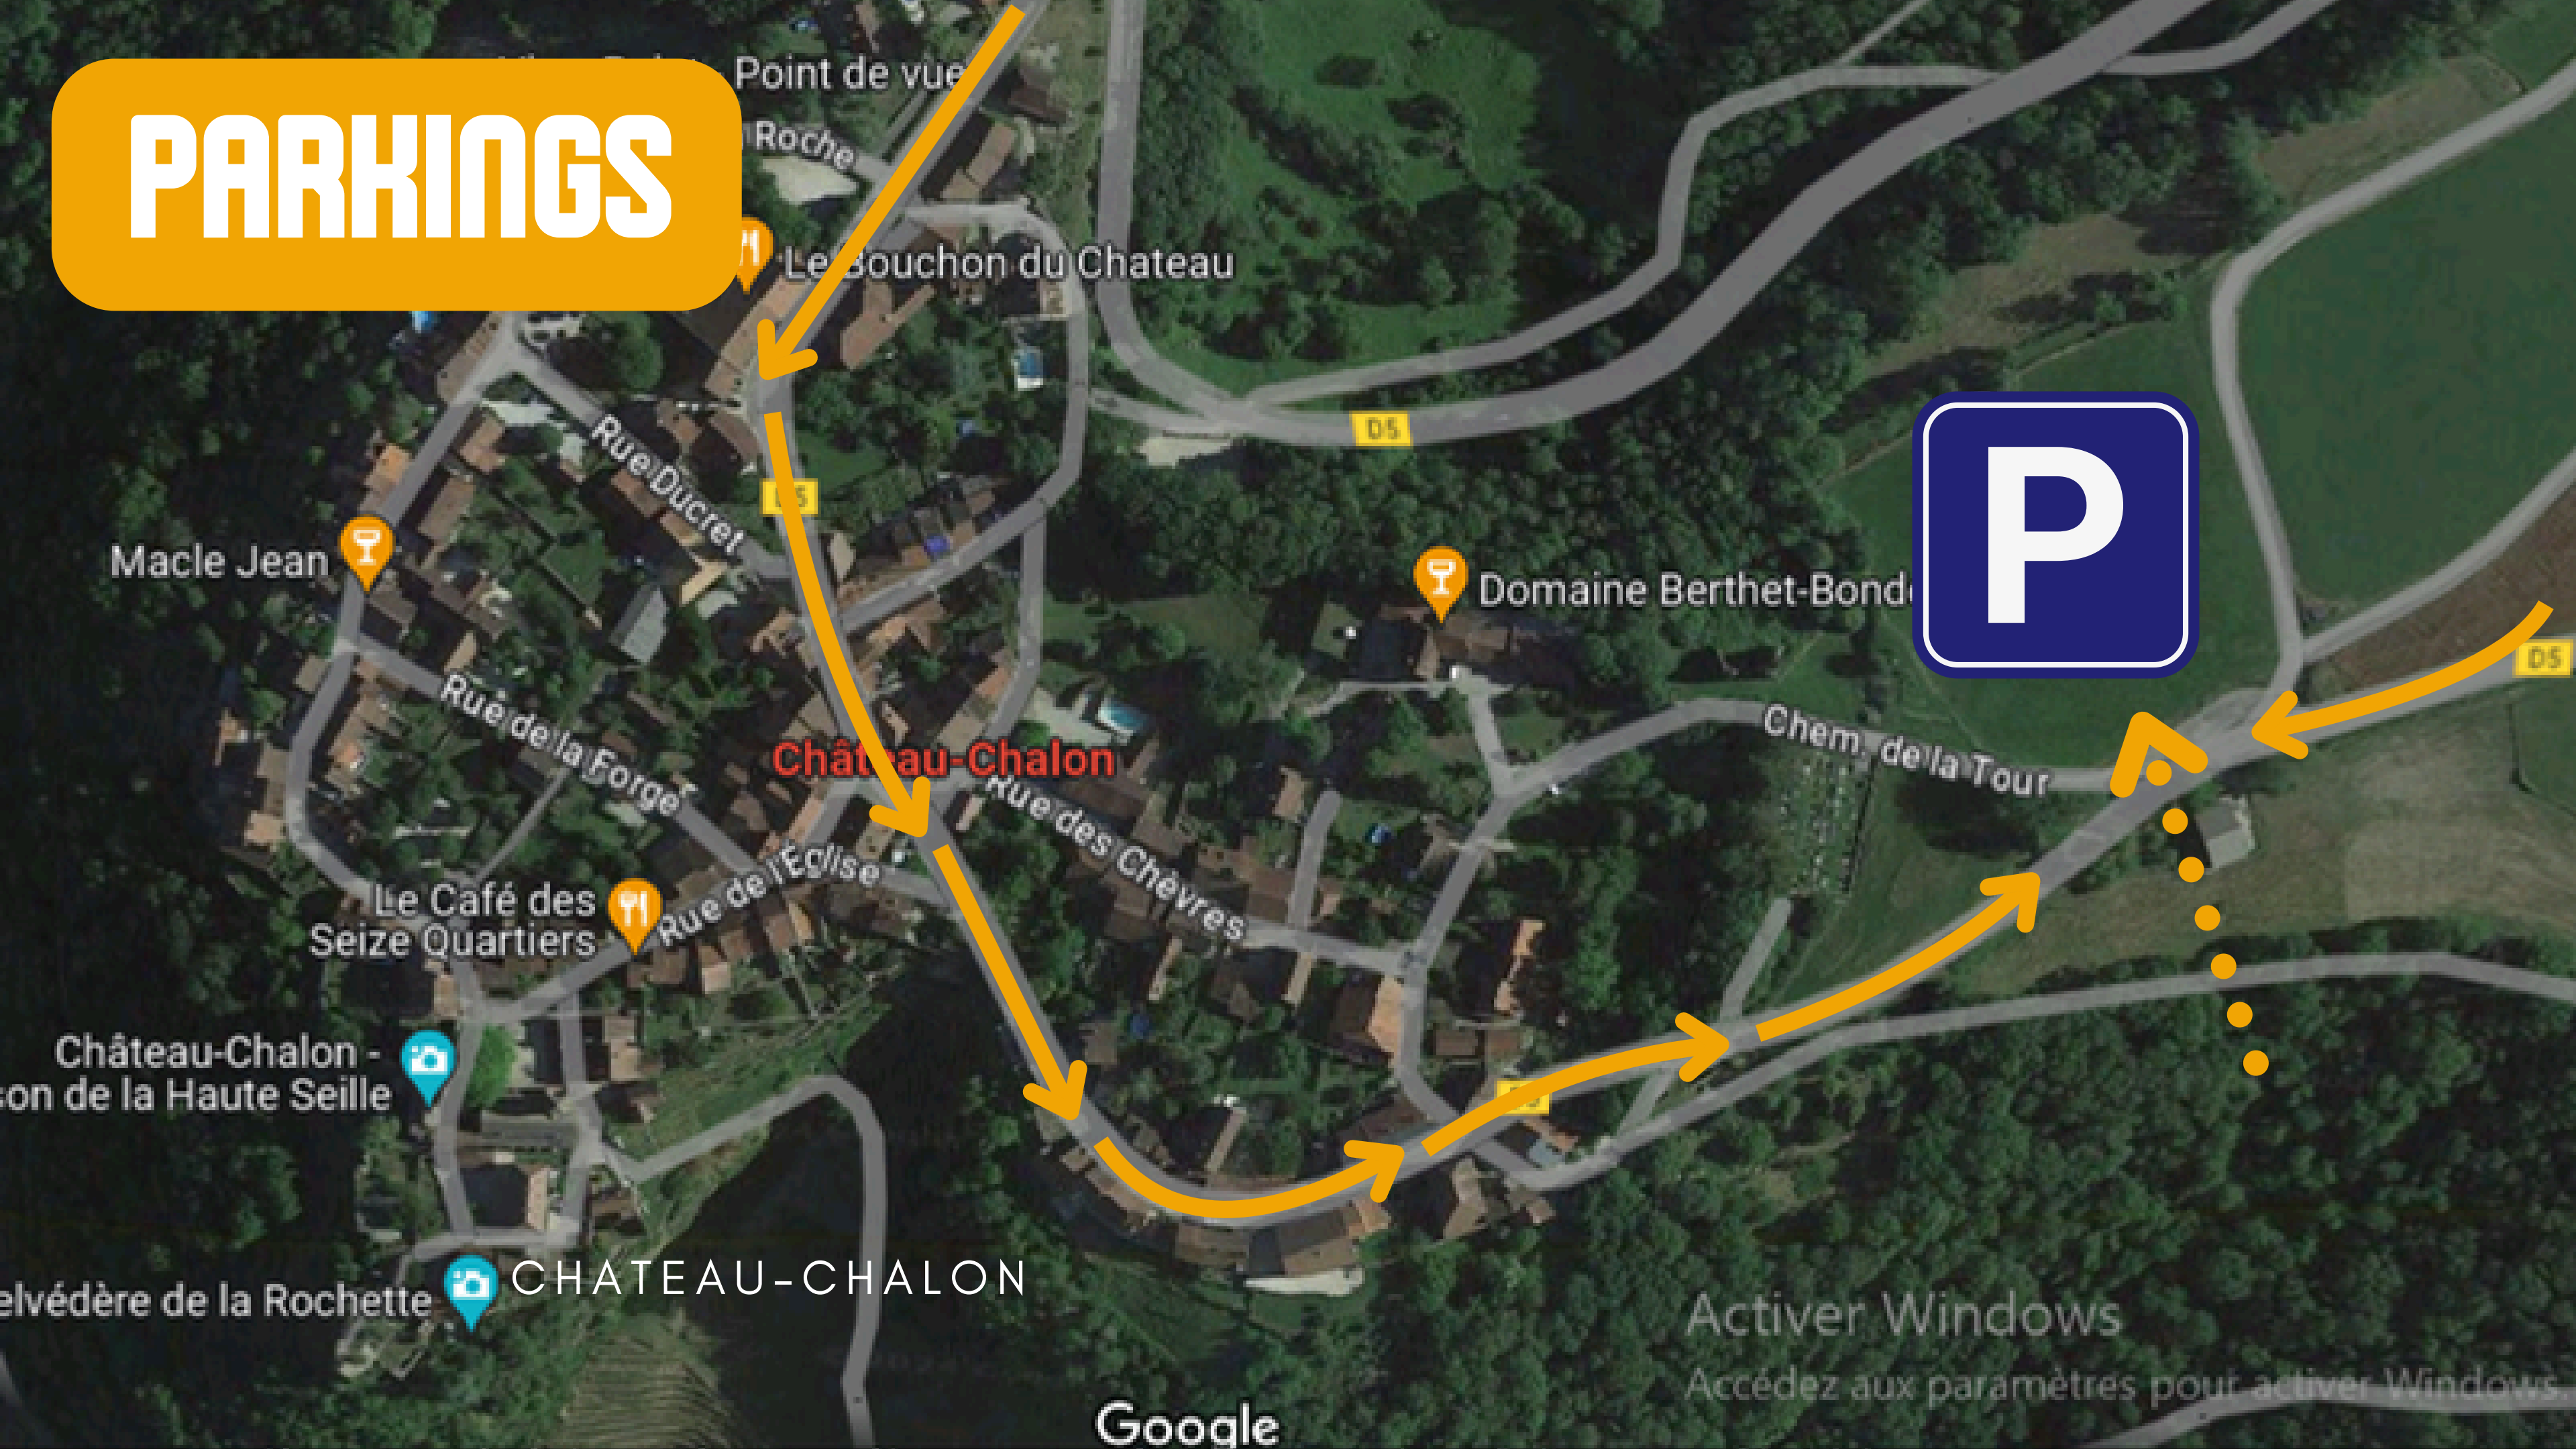 Point de vue
PARKINGS
Roche
Le Bouchon du Chateau
D5
Rue Ducret
D5
P
Macle Jean
Domaine Berthet-Bond
D5
Rue de la Forge
Chem. de la Tour
Château-Chalon
Rue des Chèvres
Rue de l'Église
Le Café des
Seize Quartiers
Château-Chalon -
son de la Haute Seille
D5
elvédère de la Rochette
CHATEAU-CHALON
Activer Windows
Accédez aux paramètres pour activer Windows.
Google